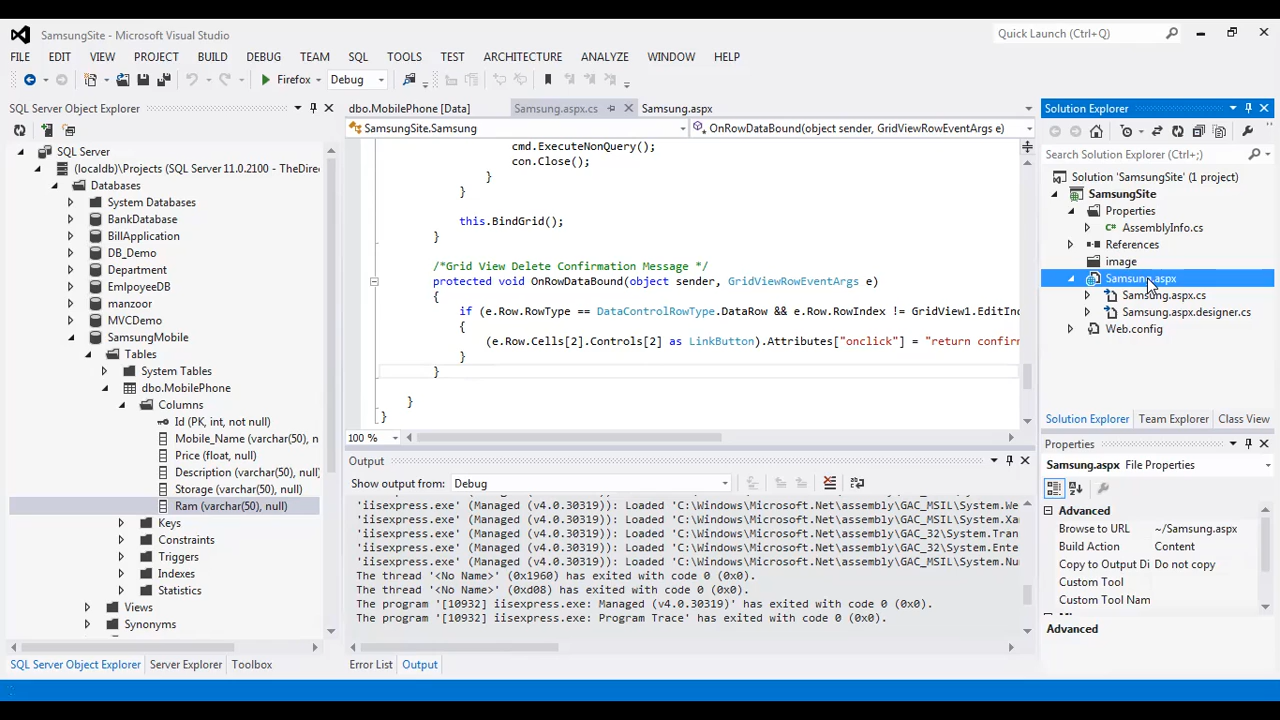 SamsungSite - Microsoft Visual Studio
Quick Launch (Ctrl+Q)
FILE EDIT VIEW PROJECT BUILD DEBUG TEAM SQL TOOLS TEST ARCHITECTURE ANALYZE WINDOW HELP
Firefox Debug
SQL Server Object Explorer
SQL Server
(localdb)\Projects (SQL Server 11.0.2100 - TheDire
Databases
System Databases
BankDatabase
BillApplication
DB_Demo
Department
EmlpoyeeDB
manzoor
MVCDemo
SamsungMobile
Tables
System Tables
dbo.MobilePhone
Columns
Id (PK, int, not null)
Mobile_Name (varchar(50), n
Price (float, null)
Description (varchar(50), null)
Storage (varchar(50), null)
Ram (varchar(50), null)
Keys
Constraints
Triggers
Indexes
Statistics
Views
Synonyms
SQL Server Object Explorer Server Explorer Toolbox
dbo.MobilePhone [Data] Samsung.aspx.cs Samsung.aspx
SamsungSite.Samsung OnRowDataBound(object sender, GridViewRowEventArgs e)
cmd.ExecuteNonQuery();
con.Close();
}
}
this.BindGrid();
}
/*Grid View Delete Confirmation Message */
protected void OnRowDataBound(object sender, GridViewRowEventArgs e)
{
if (e.Row.RowType == DataControlRowType.DataRow && e.Row.RowIndex != GridView1.EditInd
{
(e.Row.Cells[2].Controls[2] as LinkButton).Attributes["onclick"] = "return confirm
}
}
}
}
100 %
Output
Show output from: Debug
'iisexpress.exe' (Managed (v4.0.30319)): Loaded 'C:\Windows\Microsoft.Net\assembly\GAC_MSIL\System.We
'iisexpress.exe' (Managed (v4.0.30319)): Loaded 'C:\Windows\Microsoft.Net\assembly\GAC_MSIL\System.Xa
'iisexpress.exe' (Managed (v4.0.30319)): Loaded 'C:\Windows\Microsoft.Net\assembly\GAC_32\System.Tran
'iisexpress.exe' (Managed (v4.0.30319)): Loaded 'C:\Windows\Microsoft.Net\assembly\GAC_32\System.Ente
'iisexpress.exe' (Managed (v4.0.30319)): Loaded 'C:\Windows\Microsoft.Net\assembly\GAC_MSIL\System.Nu
The thread '<No Name>' (0x1960) has exited with code 0 (0x0).
The thread '<No Name>' (0xd08) has exited with code 0 (0x0).
The program '[10932] iisexpress.exe: Managed (v4.0.30319)' has exited with code 0 (0x0).
The program '[10932] iisexpress.exe: Program Trace' has exited with code 0 (0x0).
Error List Output
Solution Explorer
Search Solution Explorer (Ctrl+;)
Solution 'SamsungSite' (1 project)
SamsungSite
Properties
AssemblyInfo.cs
References
image
Samsung.aspx
Samsung.aspx.cs
Samsung.aspx.designer.cs
Web.config
Solution Explorer Team Explorer Class View
Properties
Samsung.aspx File Properties
Advanced
Browse to URL ~/Samsung.aspx
Build Action Content
Copy to Output Di Do not copy
Custom Tool
Custom Tool Nam
Advanced